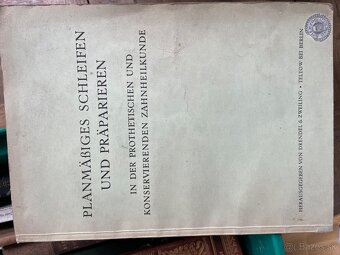 PLANMÄẞIGES SCHLEIFEN
UND PRÄPARIEREN
IN DER PROTHETISCHEN UND
KONSERVIERENDEN ZAHNHEILKUNDE
HERAUSGEGEBEN VON DRENDEL & ZWEILING · TELTOW BEI BERLIN